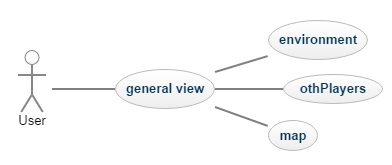 environment
general view
othPlayers
User
map